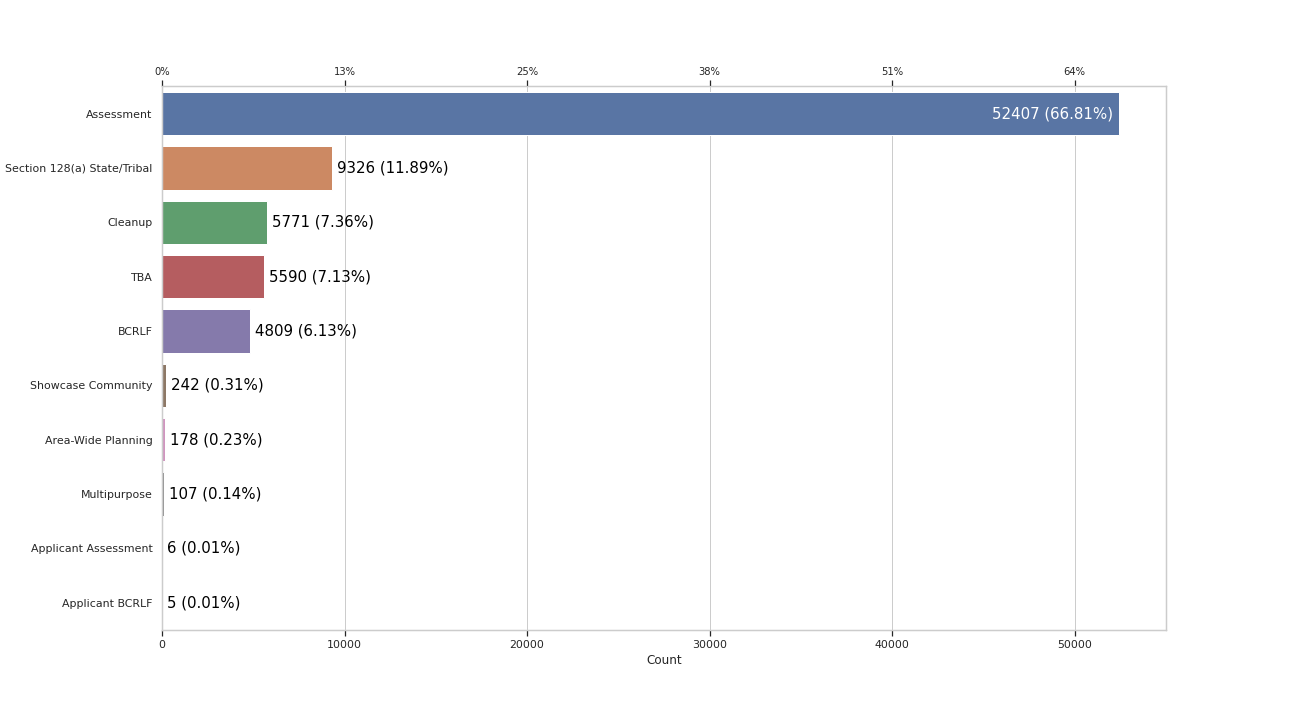 0% 13% 25% 38% 51% 64%
Assessment 52407 (66.81%)
Section 128(a) State/Tribal 9326 (11.89%)
Cleanup 5771 (7.36%)
TBA 5590 (7.13%)
BCRLF 4809 (6.13%)
Showcase Community 242 (0.31%)
Area-Wide Planning 178 (0.23%)
Multipurpose 107 (0.14%)
Applicant Assessment 6 (0.01%)
Applicant BCRLF 5 (0.01%)
0 10000 20000 30000 40000 50000
Count